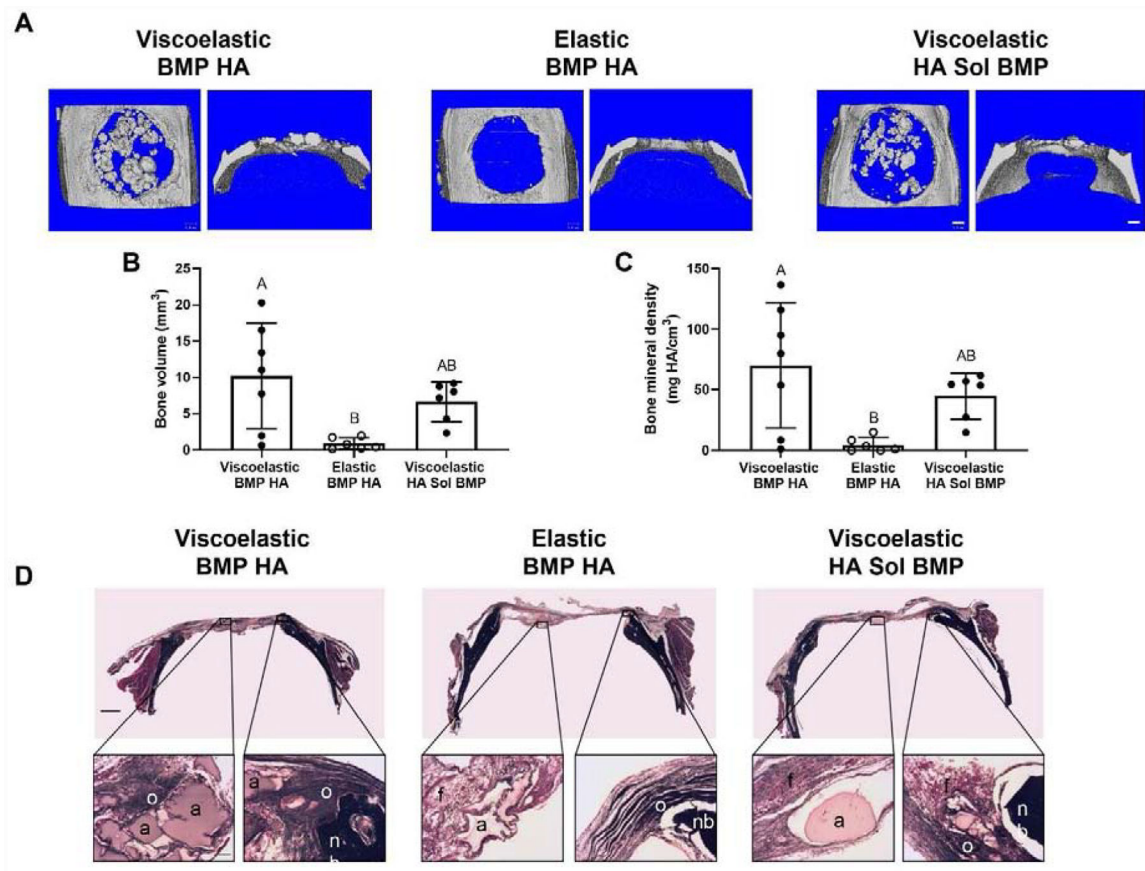 A
Viscoelastic
BMP HA
Elastic
BMP HA
Viscoelastic
HA Sol BMP
B
Bone volume (mm³)
25
20
15
10
5
0
A
B
AB
Viscoelastic
BMP HA
Elastic
BMP HA
Viscoelastic
HA Sol BMP
C
Bone mineral density
(mg HA/cm³)
150
100
50
0
A
B
AB
Viscoelastic
BMP HA
Elastic
BMP HA
Viscoelastic
HA Sol BMP
D
Viscoelastic
BMP HA
Elastic
BMP HA
Viscoelastic
HA Sol BMP
o
a
a
a
o
n
b
f
a
o
nb
f
a
f
n
b
o